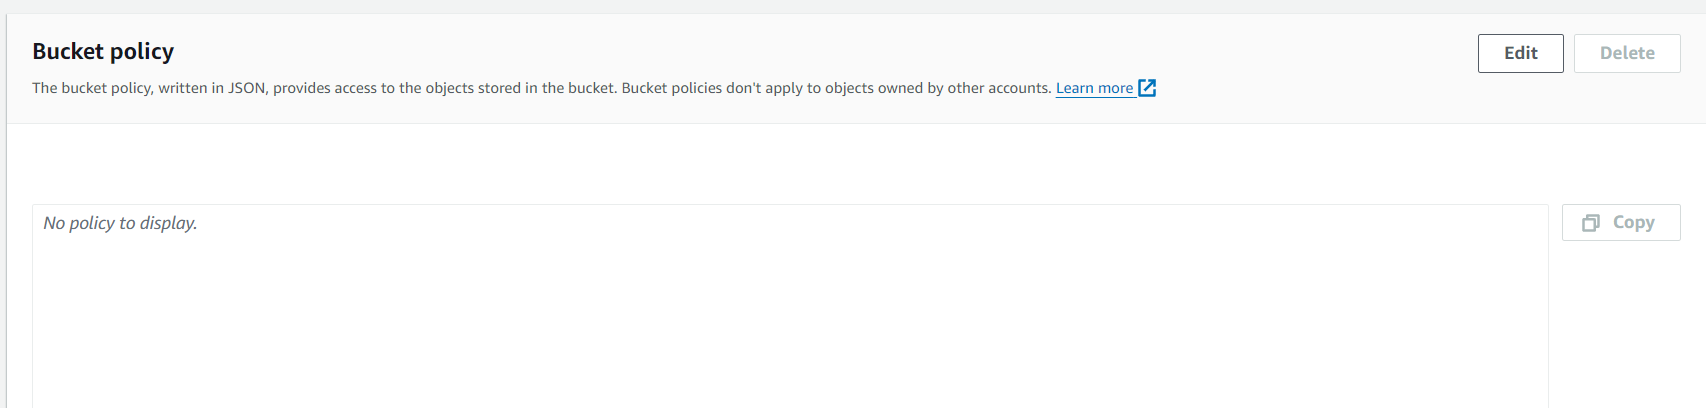 Bucket policy
Edit
Delete
The bucket policy, written in JSON, provides access to the objects stored in the bucket. Bucket policies don't apply to objects owned by other accounts. Learn more
No policy to display.
Copy